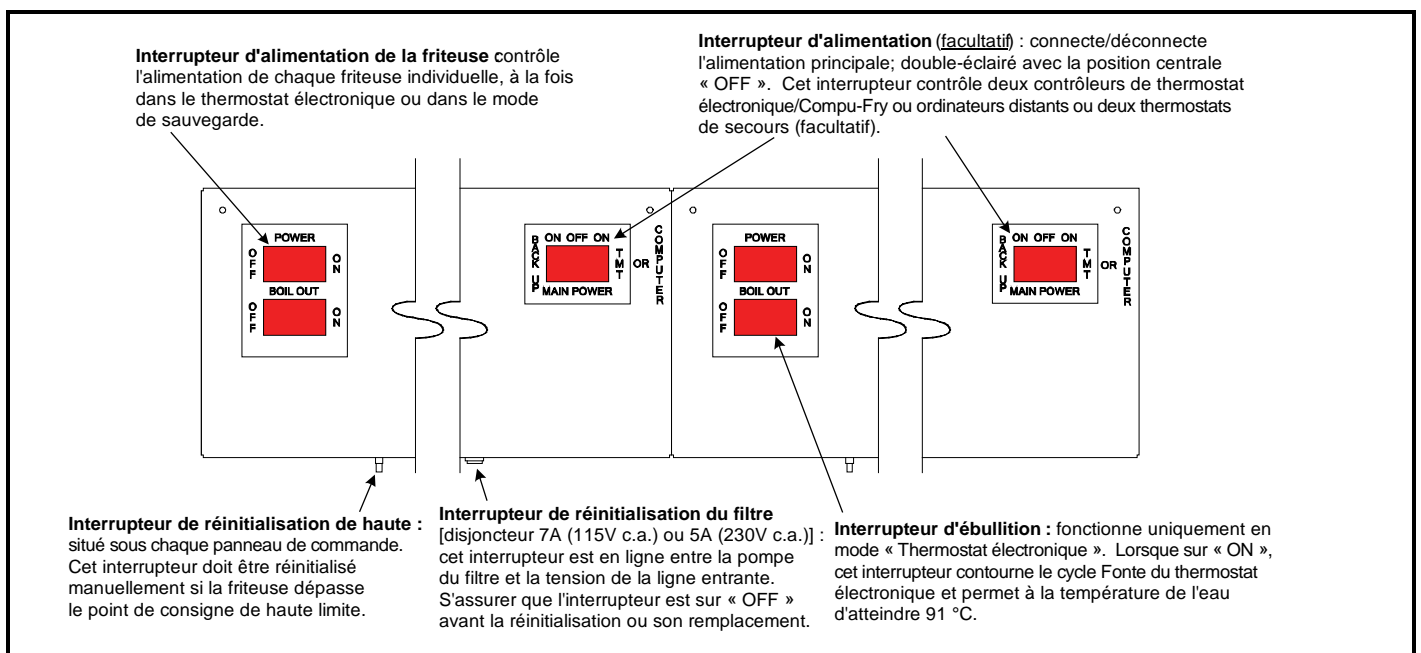 Interrupteur d'alimentation de la friteuse contrôle
l'alimentation de chaque friteuse individuelle, à la fois
dans le thermostat électronique ou dans le mode
de sauvegarde.
Interrupteur d'alimentation (facultatif) : connecte/déconnecte
l'alimentation principale; double-éclairé avec la position centrale
« OFF ». Cet interrupteur contrôle deux contrôleurs de thermostat
électronique/Compu-Fry ou ordinateurs distants ou deux thermostats
de secours (facultatif).
POWER
OFF
ON
BOIL OUT
OFF
ON
BACK UP
ON OFF ON
TMT
OR
COMPUTER
MAIN POWER
POWER
OFF
ON
BOIL OUT
OFF
ON
BACK UP
ON OFF ON
TMT
OR
COMPUTER
MAIN POWER
Interrupteur de réinitialisation de haute :
situé sous chaque panneau de commande.
Cet interrupteur doit être réinitialisé
manuellement si la friteuse dépasse
le point de consigne de haute limite.
Interrupteur de réinitialisation du filtre
[disjoncteur 7A (115V c.a.) ou 5A (230V c.a.)] :
cet interrupteur est en ligne entre la pompe
du filtre et la tension de la ligne entrante.
S'assurer que l'interrupteur est sur « OFF »
avant la réinitialisation ou son remplacement.
Interrupteur d'ébullition : fonctionne uniquement en
mode « Thermostat électronique ». Lorsque sur « ON »,
cet interrupteur contourne le cycle Fonte du thermostat
électronique et permet à la température de l'eau
d'atteindre 91 °C.